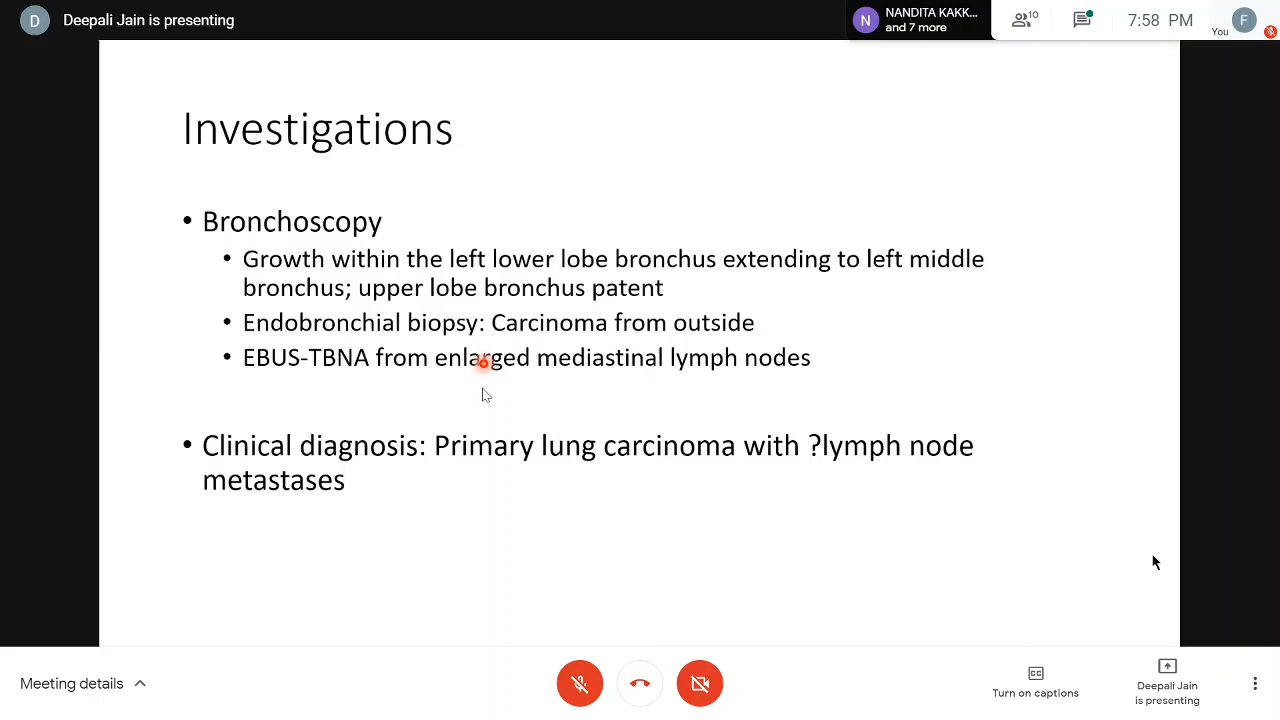 D
Deepali Jain is presenting
N
NANDITA KAKK...
and 7 more
10
7:58 PM
You
F
Investigations
• Bronchoscopy
• Growth within the left lower lobe bronchus extending to left middle
bronchus; upper lobe bronchus patent
• Endobronchial biopsy: Carcinoma from outside
• EBUS-TBNA from enlarged mediastinal lymph nodes
• Clinical diagnosis: Primary lung carcinoma with ?lymph node
metastases
Meeting details
CC
Turn on captions
Deepali Jain
is presenting